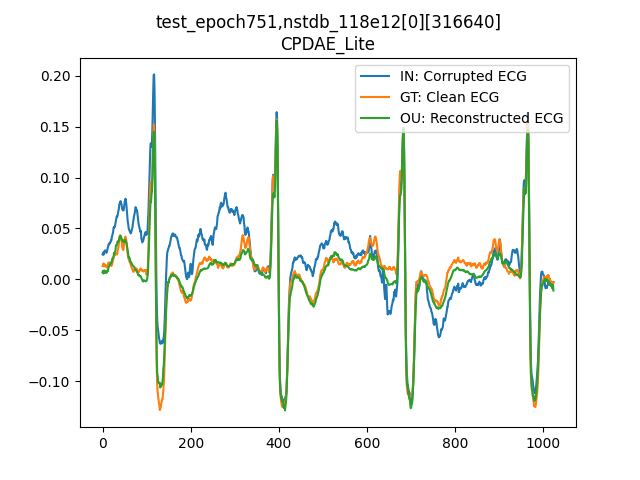 test_epoch751,nstdb_118e12[0][316640]
CPDAE_Lite
IN: Corrupted ECG
GT: Clean ECG
OU: Reconstructed ECG
0.20
0.15
0.10
0.05
0.00
−0.05
−0.10
0 200 400 600 800 1000